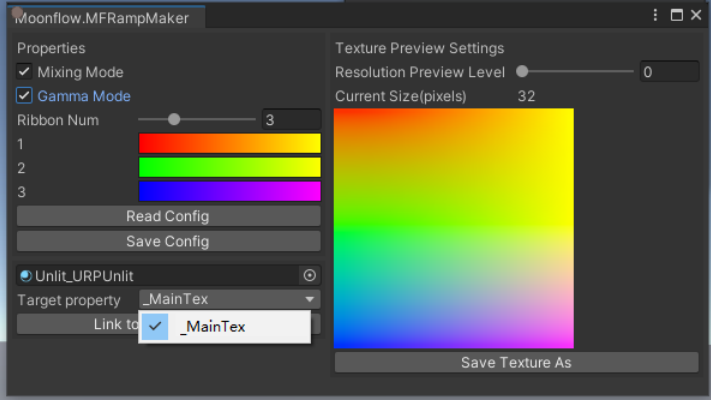 Moonflow.MFRampMaker
Properties
Mixing Mode
Gamma Mode
Ribbon Num 3
1
2
3
Read Config
Save Config
Unlit_URPUnlit
Target property _MainTex
Link to
_MainTex
Texture Preview Settings
Resolution Preview Level 0
Current Size(pixels) 32
Save Texture As